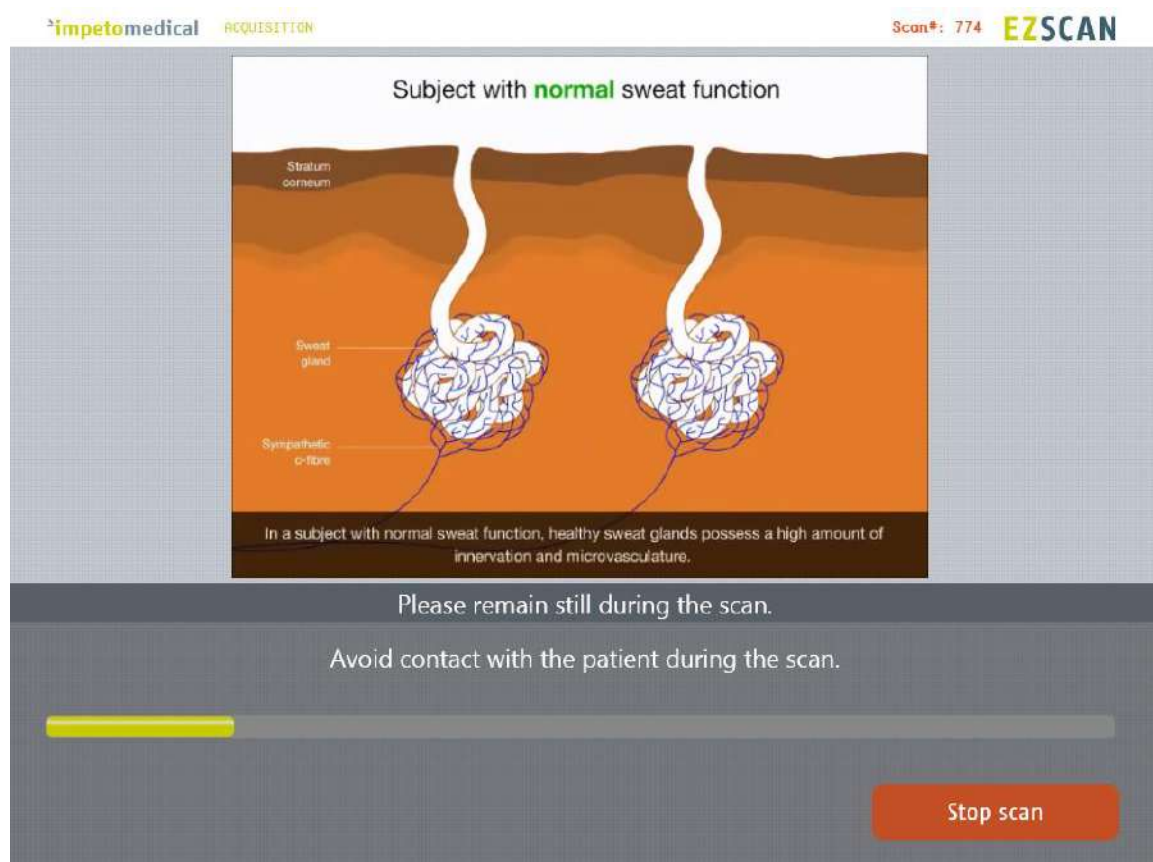 impetomedical ACQUISITION Scan#: 774 EZSCAN
Subject with normal sweat function
Stratum
corneum
Sweat
gland
Sympathetic
c-fibre
In a subject with normal sweat function, healthy sweat glands possess a high amount of
innervation and microvasculature.
Please remain still during the scan.
Avoid contact with the patient during the scan.
Stop scan